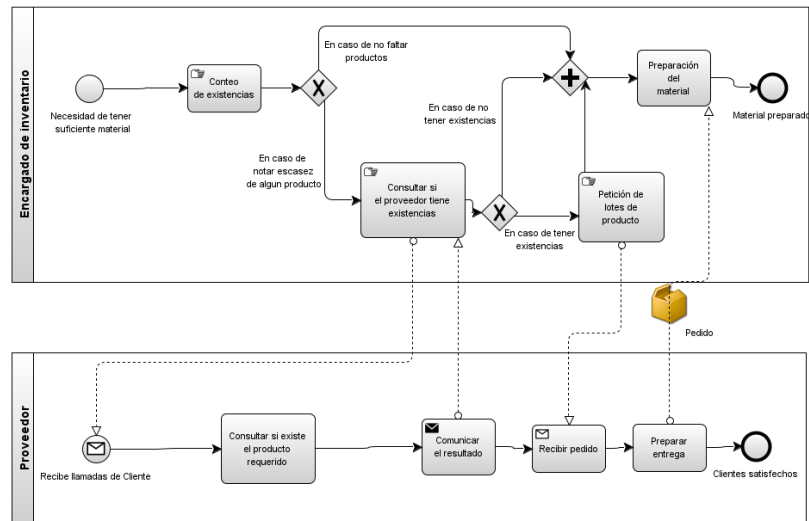 Encargado de inventario
Necesidad de tener
suficiente material
Conteo
de existencias
En caso de no faltar
productos
En caso de
notar escasez
de algun producto
Consultar si
el proveedor tiene
existencias
En caso de no
tener existencias
En caso de tener
existencias
Petición de
lotes de
producto
Preparación
del
material
Material preparado
Pedido
Proveedor
Recibe llamadas de Cliente
Consultar si existe
el producto
requerido
Comunicar
el resultado
Recibir pedido
Preparar
entrega
Clientes satisfechos